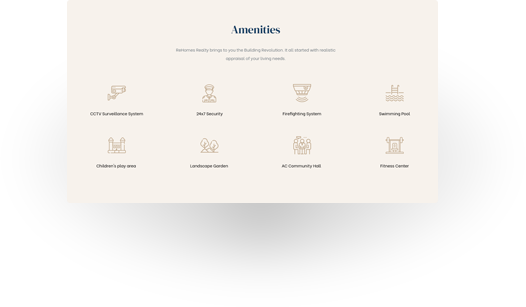 Amenities
Keshomes Realty brings to you the Building Revolution. It all started with realistic
appraisal of your living needs.
CCTV Surveillance System
24x7 Security
Firefighting System
Swimming Pool
Children's play area
Landscape Garden
AC Community Hall
Fitness Center